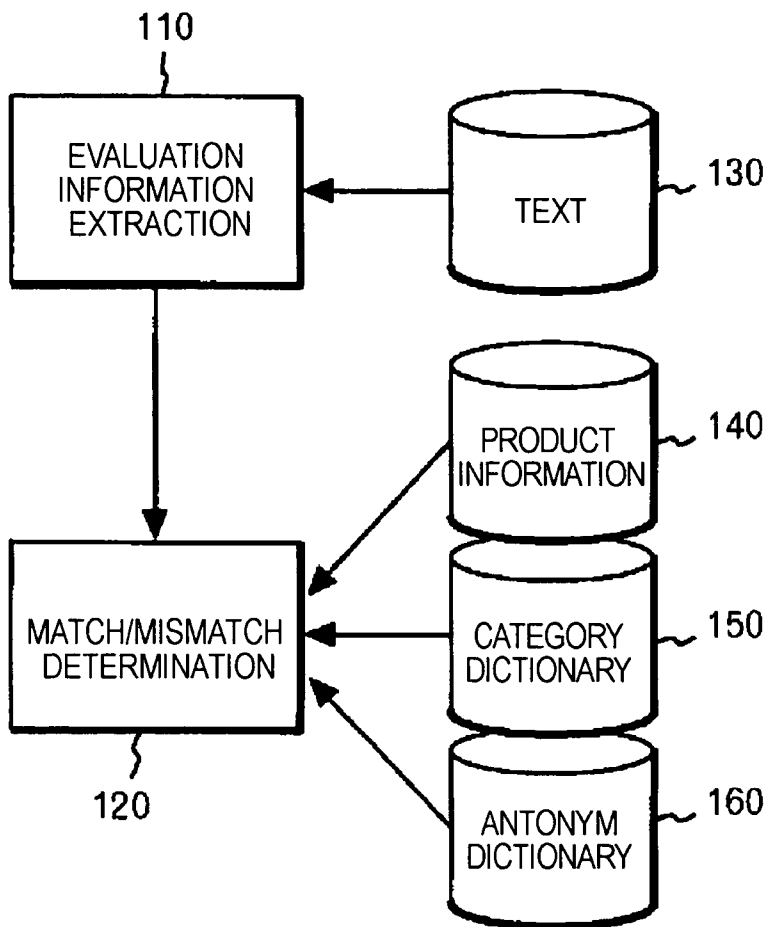 110
EVALUATION
INFORMATION
EXTRACTION
TEXT
130
PRODUCT
INFORMATION
140
MATCH/MISMATCH
DETERMINATION
120
CATEGORY
DICTIONARY
150
ANTONYM
DICTIONARY
160